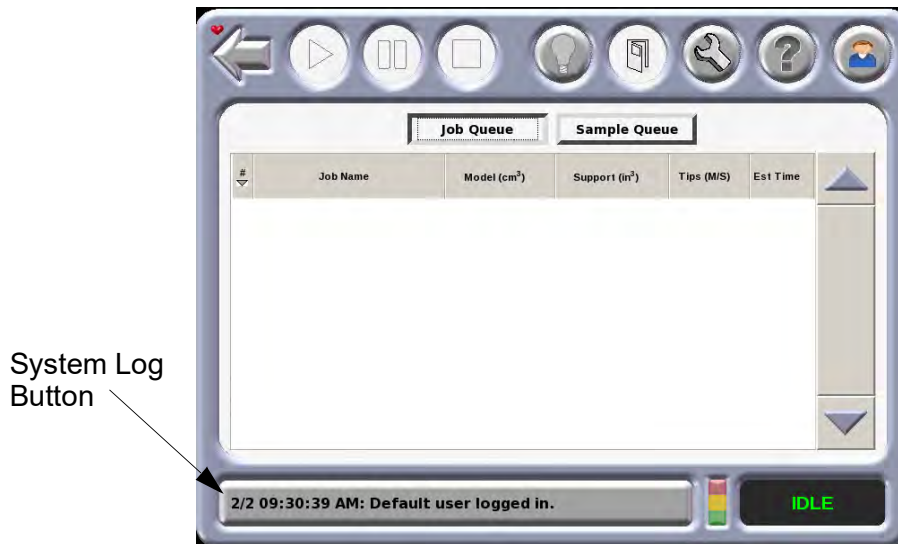 Job Queue Sample Queue
# Job Name Model (cm³) Support (in³) Tips (M/S) Est Time
System Log
Button
2/2 09:30:39 AM: Default user logged in. IDLE